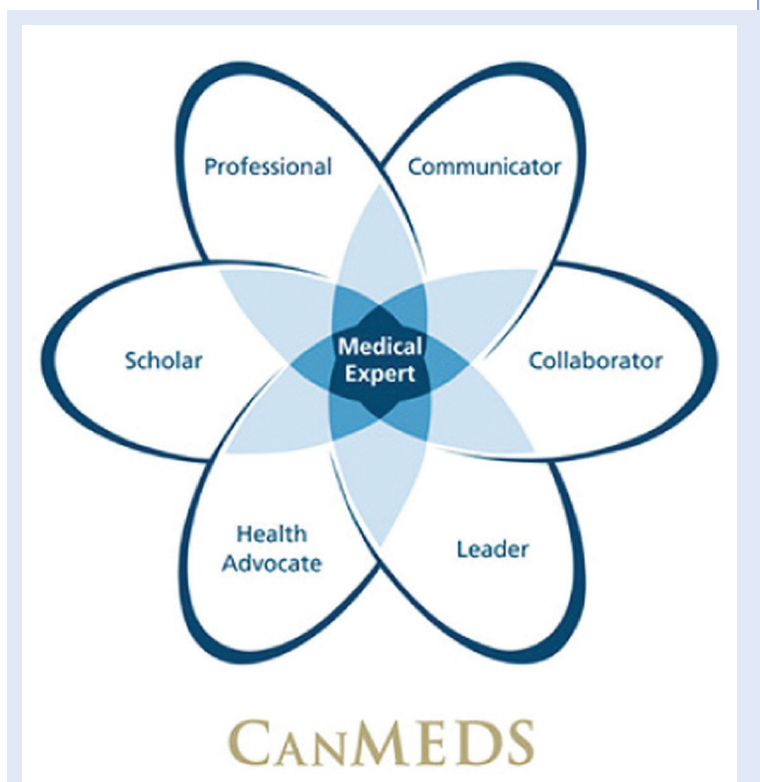 Professional
Communicator
Scholar
Medical
Expert
Collaborator
Health
Advocate
Leader
CANMEDS